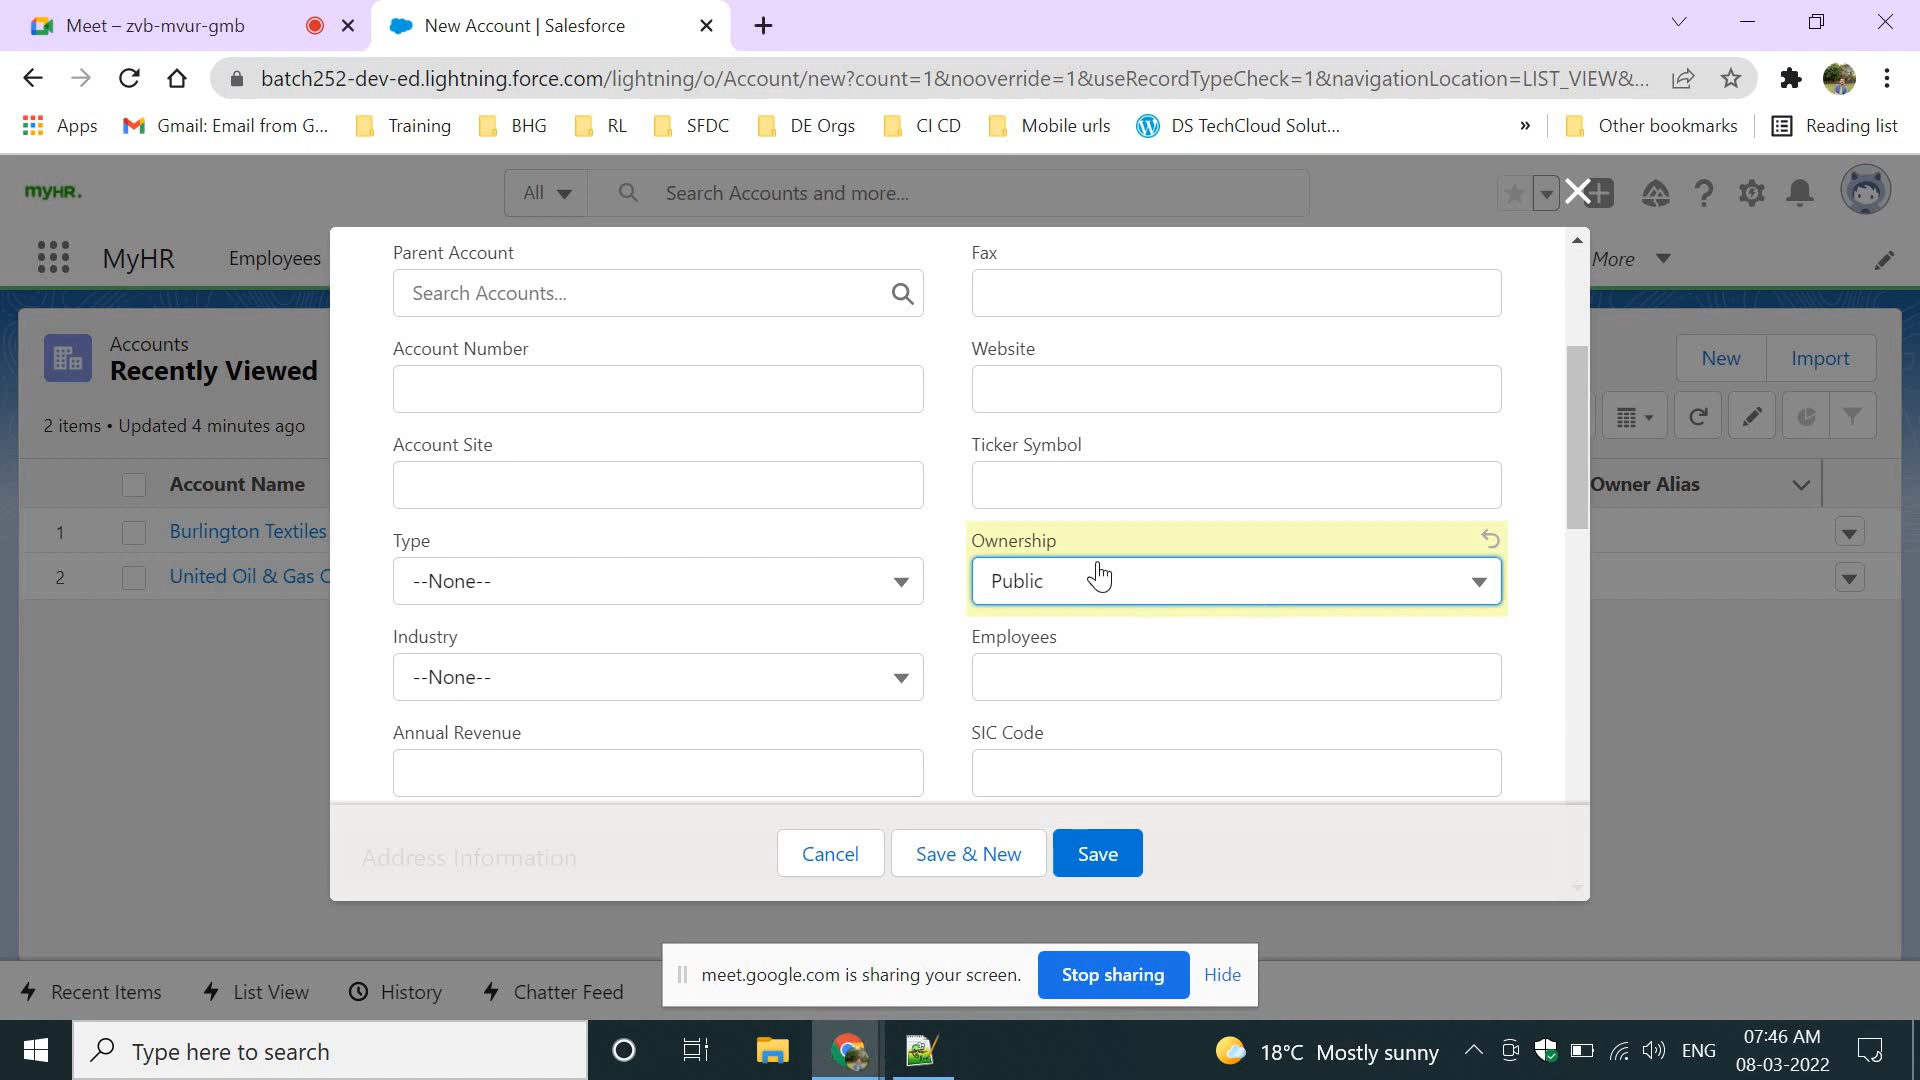 Meet – zvb-mvur-gmb
New Account | Salesforce
batch252-dev-ed.lightning.force.com/lightning/o/Account/new?count=1&nooverride=1&useRecordTypeCheck=1&navigationLocation=LIST_VIEW&...
Apps
Gmail: Email from G...
Training
BHG
RL
SFDC
DE Orgs
CI CD
Mobile urls
DS TechCloud Solut...
»
Other bookmarks
Reading list
myHR.
All
Search Accounts and more...
MyHR
Employees
More
Accounts
Recently Viewed
2 items • Updated 4 minutes ago
New
Import
Account Name
Owner Alias
1
Burlington Textiles
2
United Oil & Gas C
Parent Account
Search Accounts...
Fax
Account Number
Website
Account Site
Ticker Symbol
Type
--None--
Ownership
Public
Industry
--None--
Employees
Annual Revenue
SIC Code
Address Information
Cancel
Save & New
Save
meet.google.com is sharing your screen.
Stop sharing
Hide
Recent Items
List View
History
Chatter Feed
Type here to search
18°C Mostly sunny
ENG
07:46 AM
08-03-2022